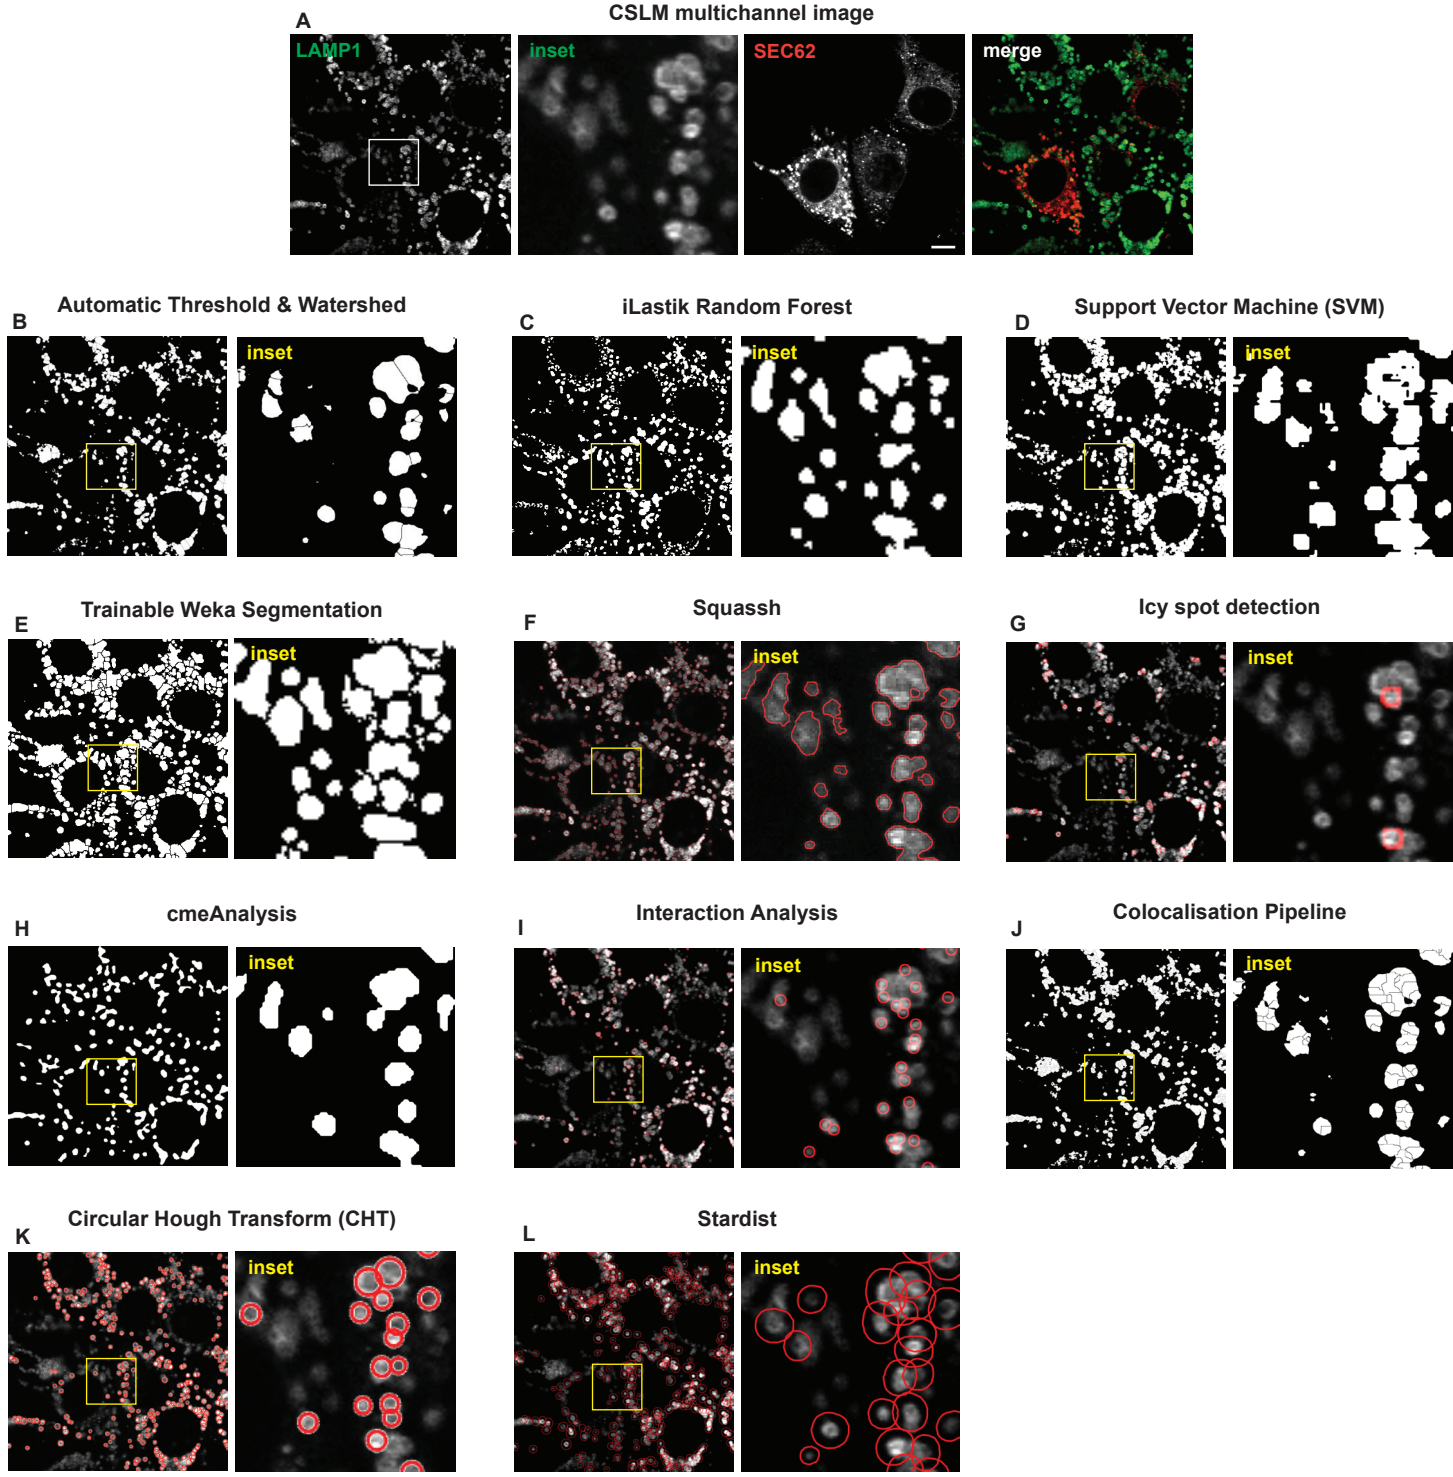 CSLM multichannel image
A
LAMP1
inset
SEC62
merge
Automatic Threshold & Watershed
iLastik Random Forest
Support Vector Machine (SVM)
B
C
D
inset
inset
inset
Trainable Weka Segmentation
Squassh
Icy spot detection
E
F
G
inset
inset
inset
cmeAnalysis
Interaction Analysis
Colocalisation Pipeline
H
I
J
inset
inset
inset
Circular Hough Transform (CHT)
Stardist
K
L
inset
inset